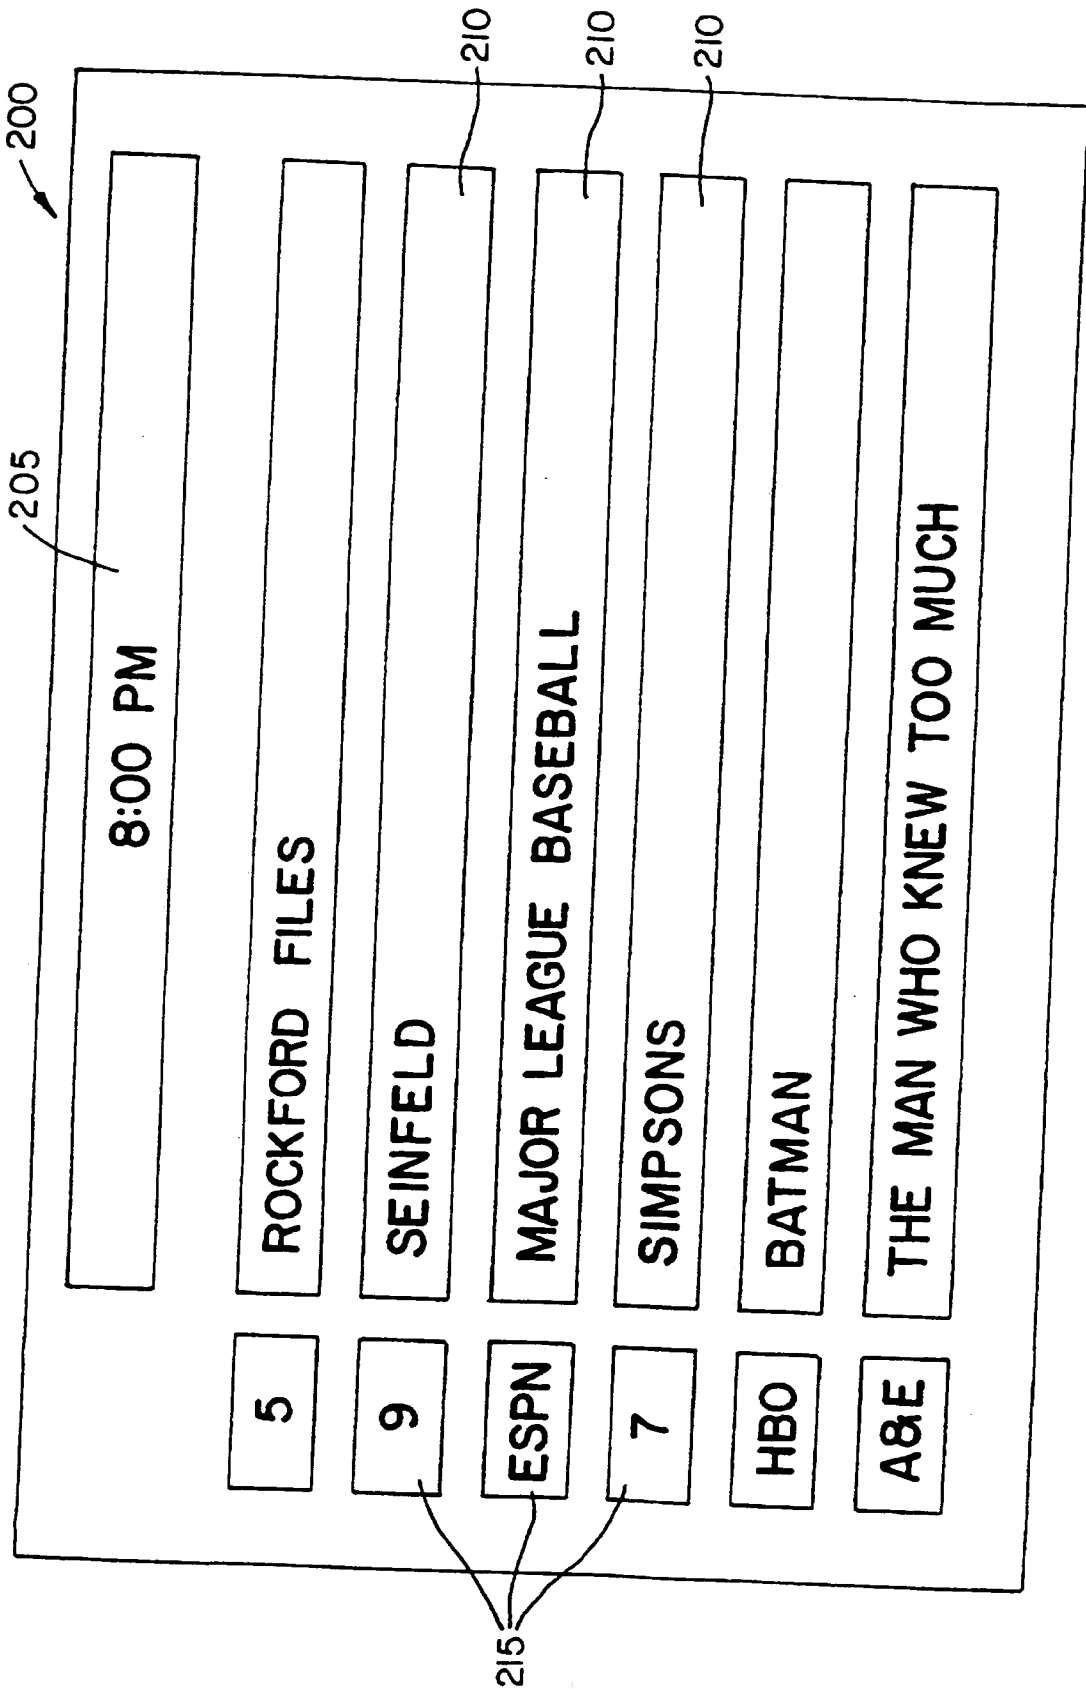 200
205
8:00 PM
5 ROCKFORD FILES
9 SEINFELD 210
ESPN MAJOR LEAGUE BASEBALL 210
215
7 SIMPSONS 210
HBO BATMAN
A&E THE MAN WHO KNEW TOO MUCH